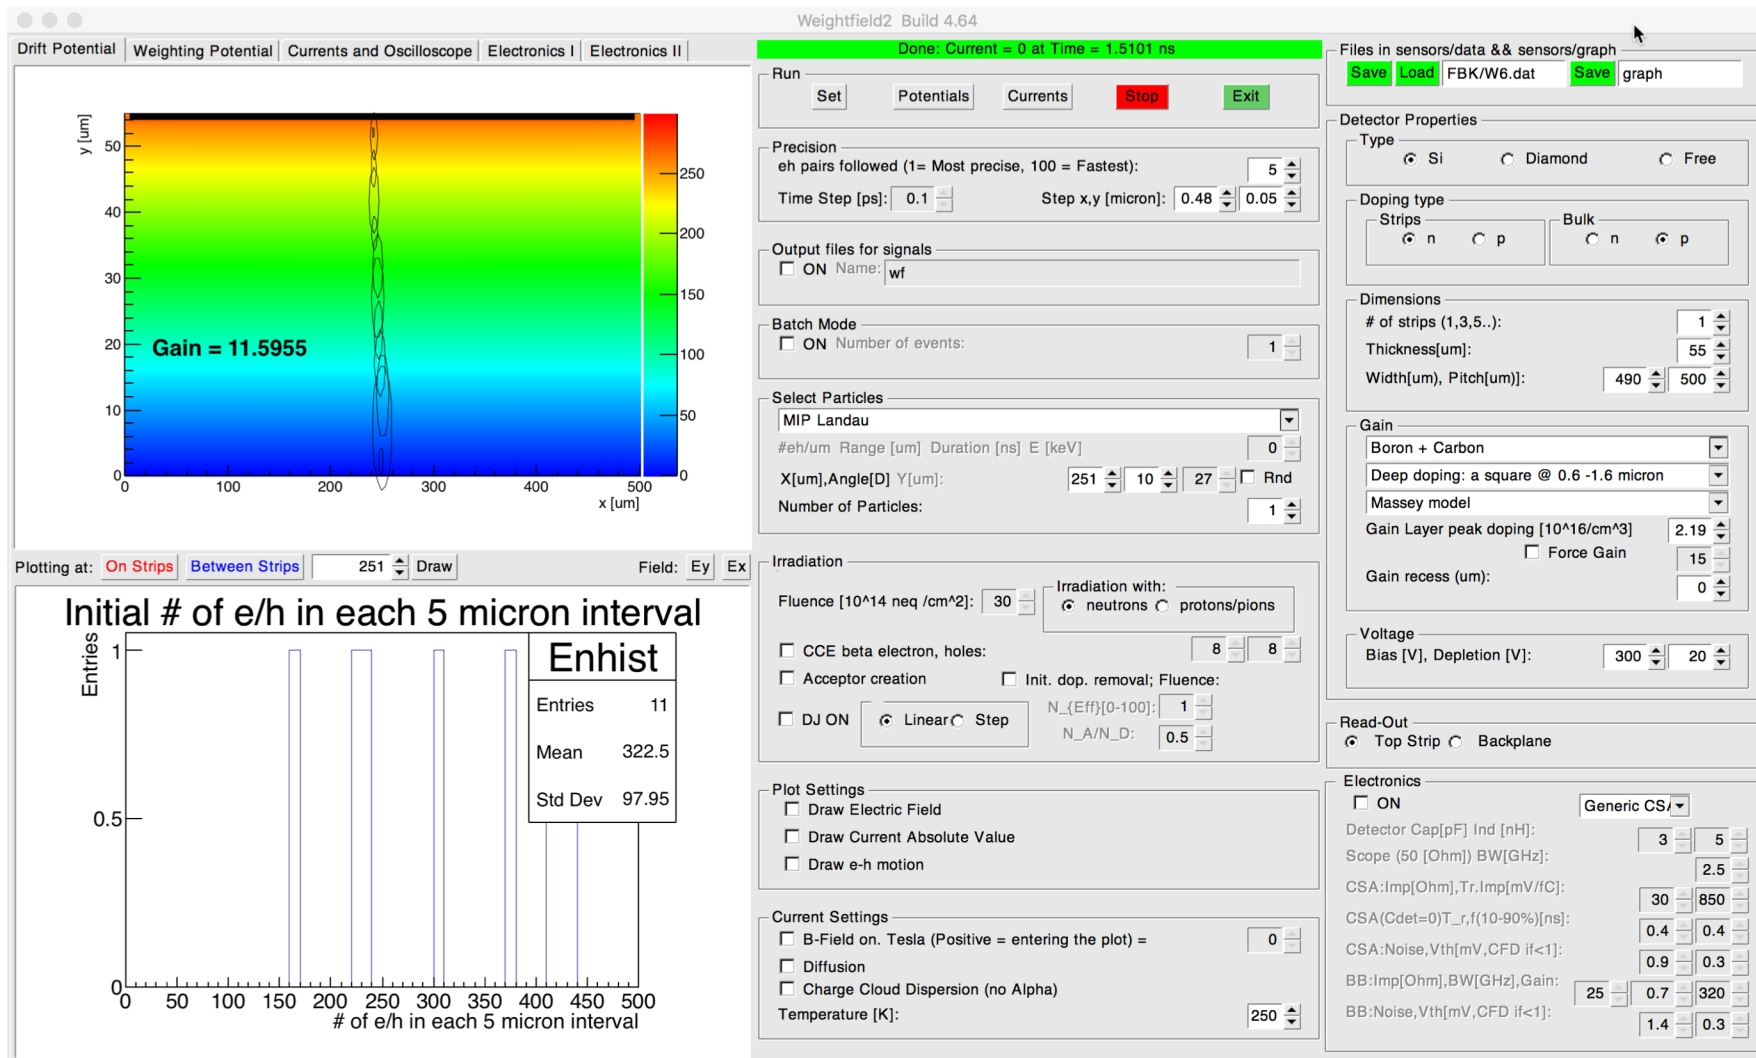 Weightfield2 Build 4.64
Drift Potential
Weighting Potential
Currents and Oscilloscope
Electronics I
Electronics II
y [um]
50
40
30
20
10
0
Gain = 11.5955
0 100 200 300 400 500
x [um]
250
200
150
100
50
0
Plotting at: On Strips Between Strips 251 Draw Field: Ey Ex
Initial # of e/h in each 5 micron interval
Entries
1
0.5
0
Enhist
Entries 11
Mean 322.5
Std Dev 97.95
0 50 100 150 200 250 300 350 400 450 500
# of e/h in each 5 micron interval
Done: Current = 0 at Time = 1.5101 ns
Run
Set Potentials Currents Stop Exit
Precision
eh pairs followed (1= Most precise, 100 = Fastest): 5
Time Step [ps]: 0.1 Step x,y [micron]: 0.48 0.05
Output files for signals
ON Name: wf
Batch Mode
ON Number of events: 1
Select Particles
MIP Landau
#eh/um Range [um] Duration [ns] E [keV] 0
X[um],Angle[D] Y[um]: 251 10 27 Rnd
Number of Particles: 1
Irradiation
Fluence [10^14 neq /cm^2]: 30
Irradiation with:
neutrons protons/pions
CCE beta electron, holes: 8 8
Acceptor creation
Init. dop. removal; Fluence:
DJ ON Linear Step
N_{Eff}[0-100]: 1
N_A/N_D: 0.5
Plot Settings
Draw Electric Field
Draw Current Absolute Value
Draw e-h motion
Current Settings
B-Field on. Tesla (Positive = entering the plot) = 0
Diffusion
Charge Cloud Dispersion (no Alpha)
Temperature [K]: 250
Files in sensors/data && sensors/graph
Save Load FBK/W6.dat Save graph
Detector Properties
Type
Si Diamond Free
Doping type
Strips
n p
Bulk
n p
Dimensions
# of strips (1,3,5..): 1
Thickness[um]: 55
Width[um), Pitch[um)]: 490 500
Gain
Boron + Carbon
Deep doping: a square @ 0.6 -1.6 micron
Massey model
Gain Layer peak doping [10^16/cm^3] 2.19
Force Gain 15
Gain recess (um): 0
Voltage
Bias [V], Depletion [V]: 300 20
Read-Out
Top Strip Backplane
Electronics
ON Generic CSA
Detector Cap[pF] Ind [nH]: 3 5
Scope (50 [Ohm]) BW[GHz]: 2.5
CSA:Imp[Ohm],Tr.Imp[mV/fC]: 30 850
CSA(Cdet=0)T_r,f(10-90%)[ns]: 0.4 0.4
CSA:Noise,Vth[mV,CFD if<1]: 0.9 0.3
BB:Imp[Ohm],BW[GHz],Gain: 25 0.7 320
BB:Noise,Vth[mV,CFD if<1]: 1.4 0.3